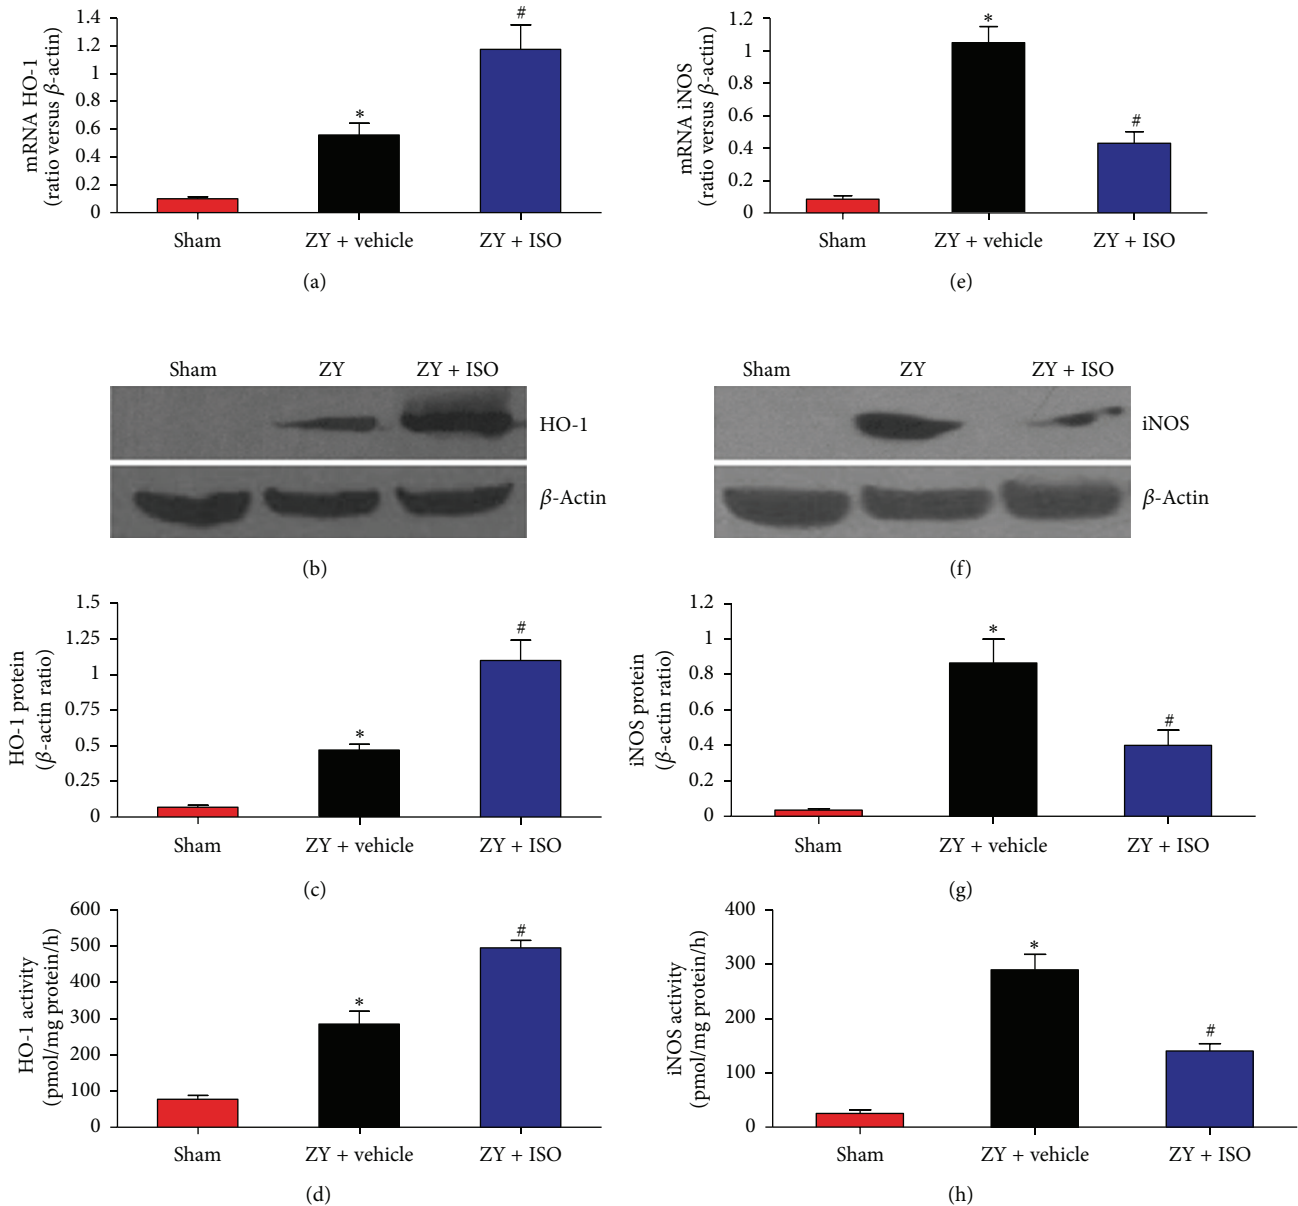 mRNA HO-1
(ratio versus β-actin)
1.4
1.2
1
0.8
0.6
0.4
0.2
0
*
#
Sham ZY + vehicle ZY + ISO
(a)
mRNA iNOS
(ratio versus β-actin)
1.2
1
0.8
0.6
0.4
0.2
0
*
#
Sham ZY + vehicle ZY + ISO
(e)
Sham ZY ZY + ISO
HO-1
β-Actin
(b)
Sham ZY ZY + ISO
iNOS
β-Actin
(f)
HO-1 protein
(β-actin ratio)
1.5
1.25
1
0.75
0.5
0.25
0
*
#
Sham ZY + vehicle ZY + ISO
(c)
iNOS protein
(β-actin ratio)
1.2
1
0.8
0.6
0.4
0.2
0
*
#
Sham ZY + vehicle ZY + ISO
(g)
HO-1 activity
(pmol/mg protein/h)
600
500
400
300
200
100
0
*
#
Sham ZY + vehicle ZY + ISO
(d)
iNOS activity
(pmol/mg protein/h)
400
300
200
100
0
*
#
Sham ZY + vehicle ZY + ISO
(h)